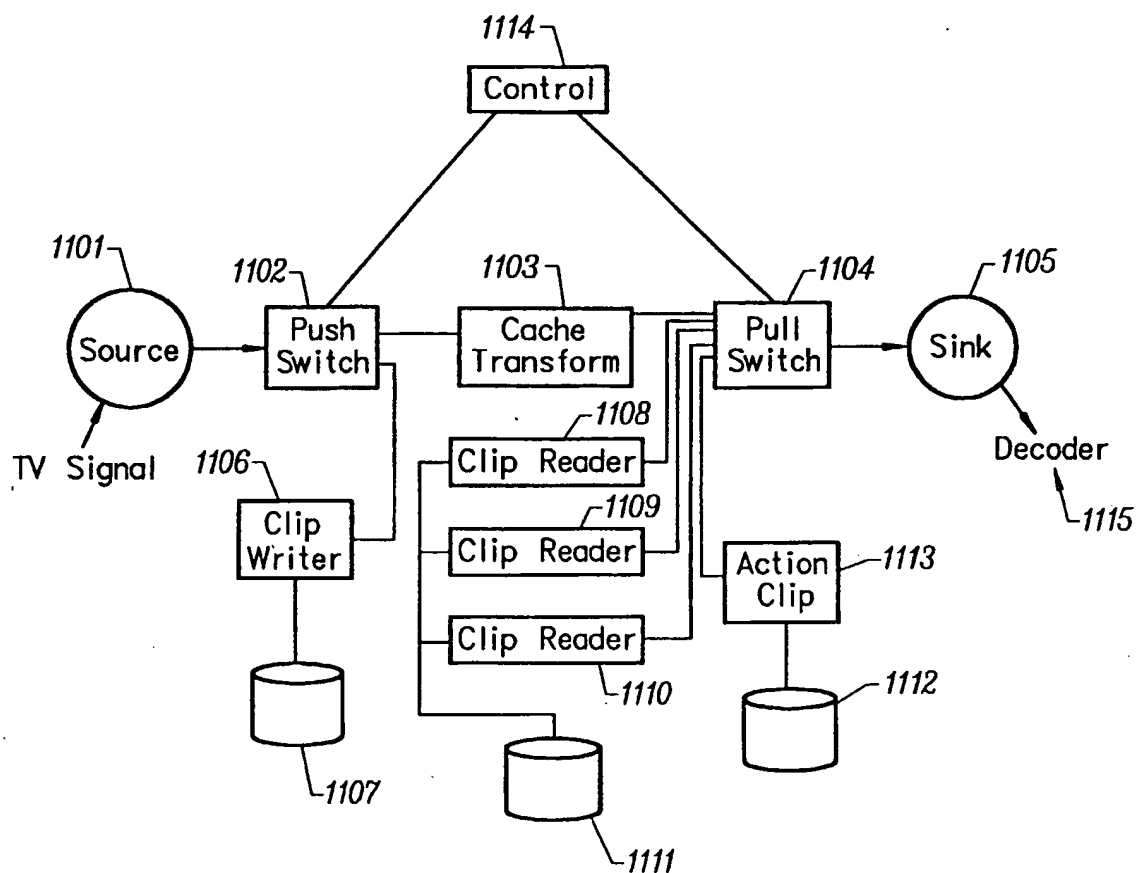 1114
Control
1101
1102
1103
1104
1105
Source
Push
Switch
Cache
Transform
Pull
Switch
Sink
TV Signal
1106
1108
Clip Reader
Decoder
1115
Clip
Writer
1109
Clip Reader
Action
Clip
1113
Clip Reader
1110
1107
1112
1111